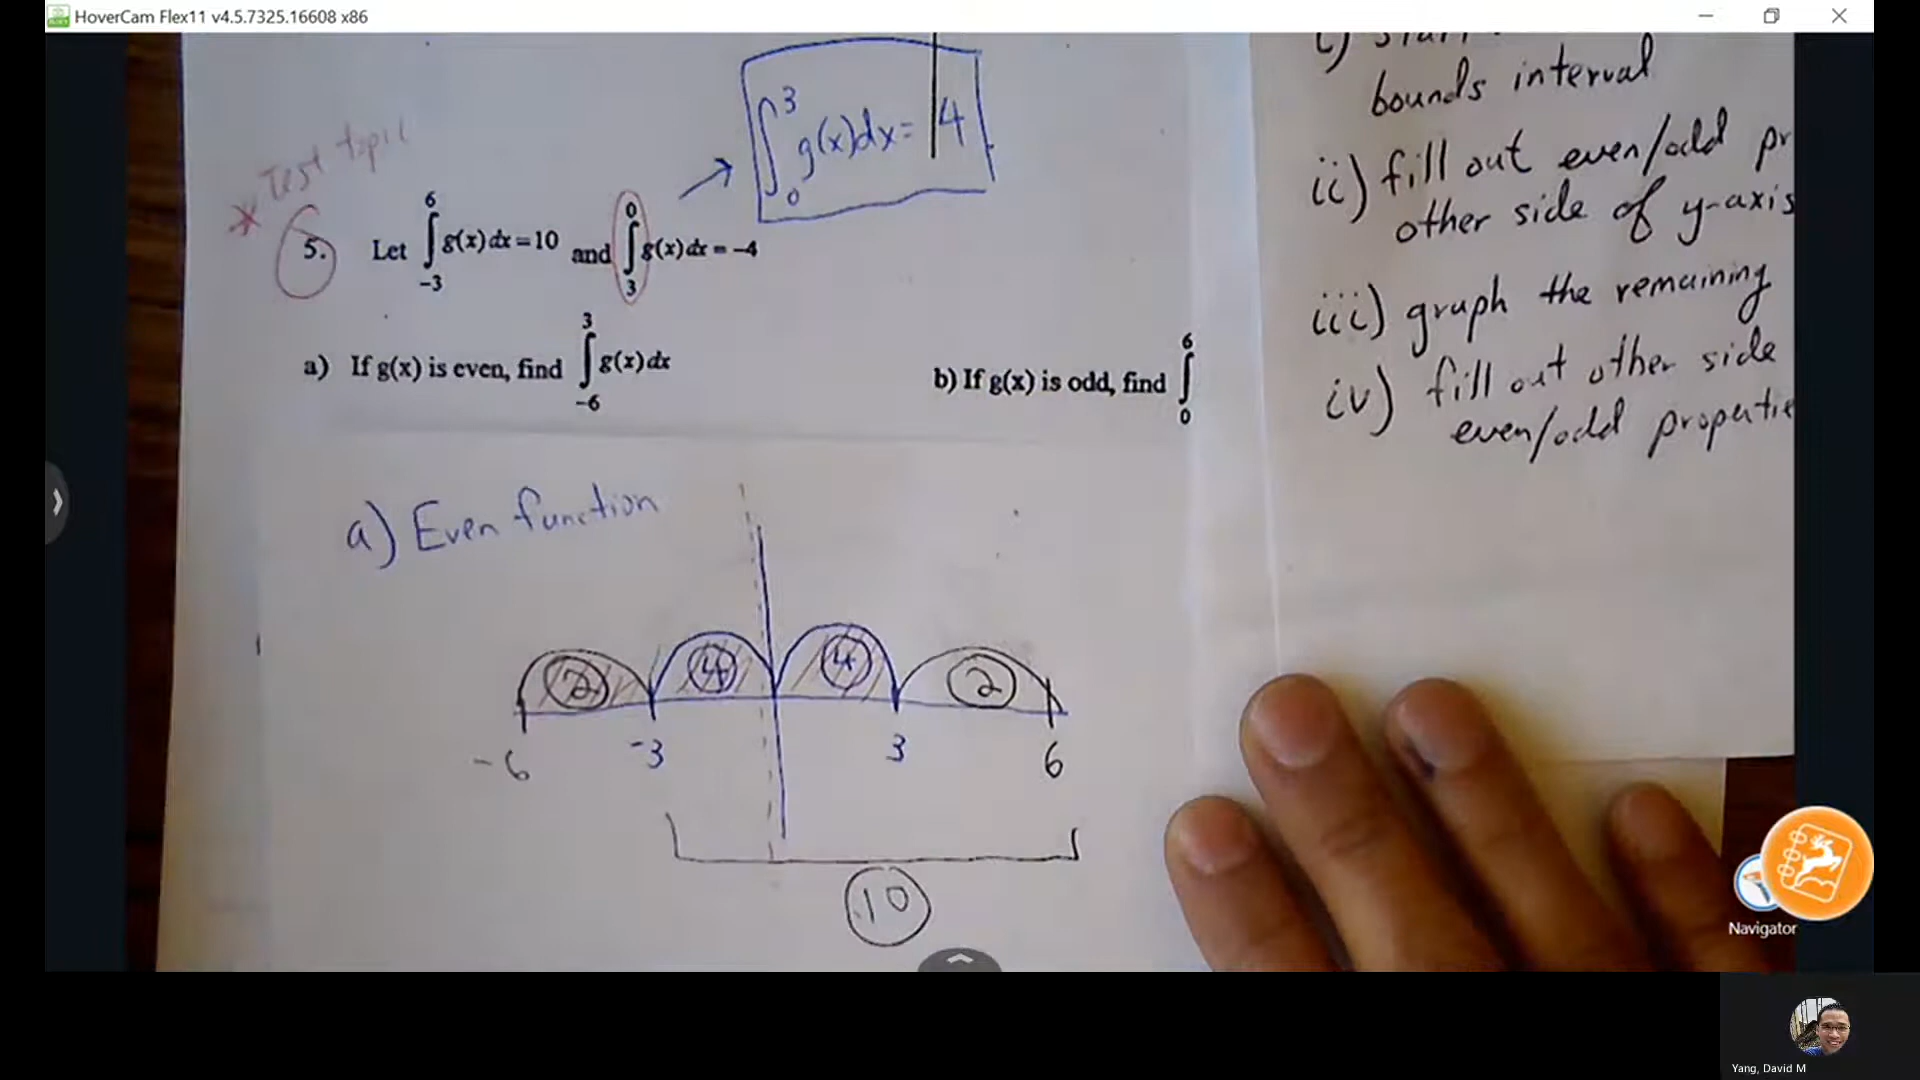 HoverCam Flex11 v4.5.7325.16608 x86
bounds interval
ii) fill out even/odd pr
other side of y-axis
iii) graph the remaining
iv) fill out other side
even/odd propertie
∫₀³ g(x)dx = 4
* Test topic
5. Let ∫₋₃⁶ g(x) dx = 10 and ∫₃⁰ g(x) dx = -4
a) If g(x) is even, find ∫₋₆³ g(x) dx
b) If g(x) is odd, find ∫₀⁶
a) Even function
2 4 4 2
-6 -3 3 6
10
Navigator
Yang, David M